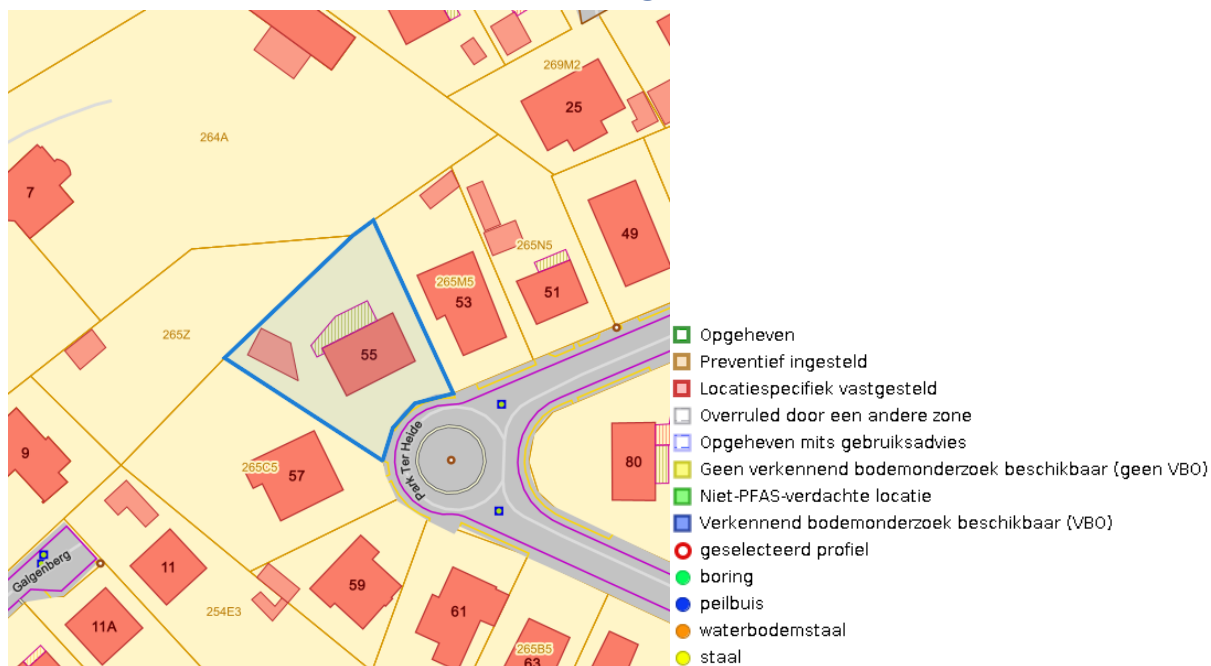 269M2
25
264A
7
49
265N5
265M5
53
51
265Z
55
Park Ter Heide
9
265C5
57
80
Galgenberg
11
59
254E3
61
11A
265B5
63
Opgeheven
Preventief ingesteld
Locatiespecifiek vastgesteld
Overruled door een andere zone
Opgeheven mits gebruiksadvies
Geen verkennend bodemonderzoek beschikbaar (geen VBO)
Niet-PFAS-verdachte locatie
Verkennend bodemonderzoek beschikbaar (VBO)
geselecteerd profiel
boring
peilbuis
waterbodemstaal
staal